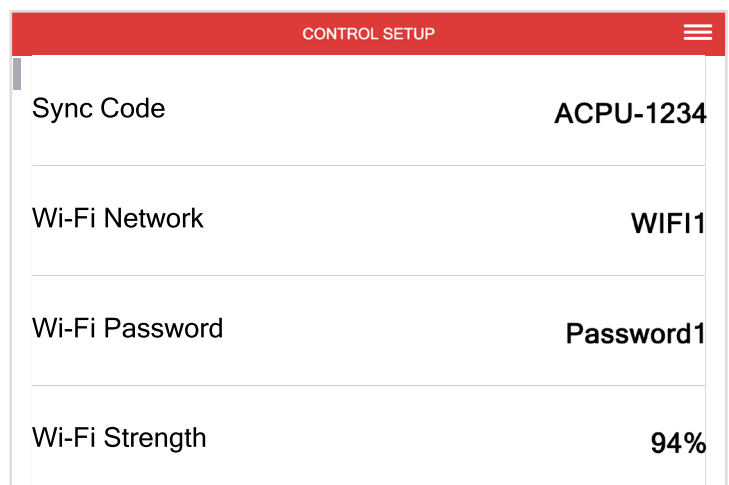 CONTROL SETUP
Sync Code ACPU-1234
Wi-Fi Network WIFI1
Wi-Fi Password Password1
Wi-Fi Strength 94%